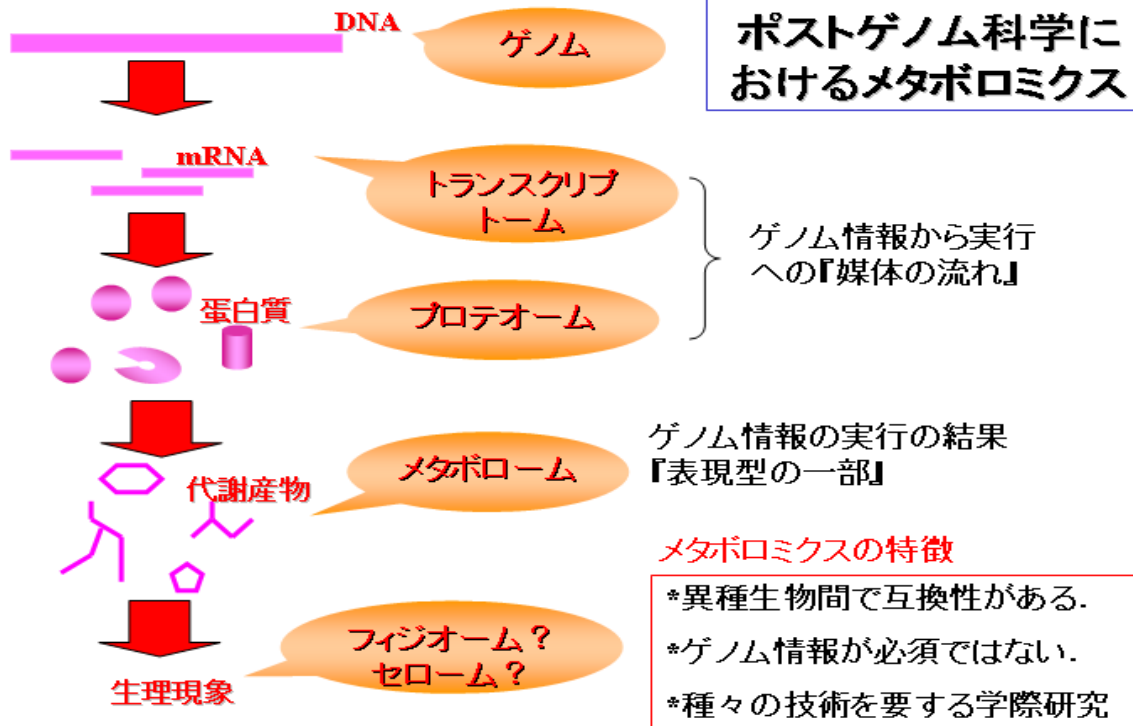 ポストゲノム科学に
おけるメタボロミクス
DNA
ゲノム
mRNA
トランスクリプ
トーム
ゲノム情報から実行
への『媒体の流れ』
蛋白質
プロテオーム
代謝産物
メタボローム
ゲノム情報の実行の結果
『表現型の一部』
生理現象
フィジオーム？
セローム？
メタボロミクスの特徴
*異種生物間で互換性がある.
*ゲノム情報が必須ではない.
*種々の技術を要する学際研究